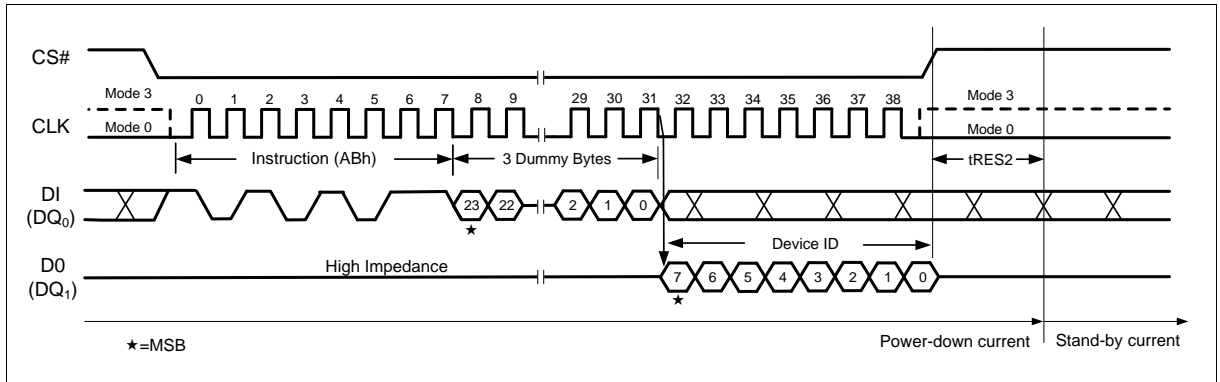 CS#
Mode 3
0 1 2 3 4 5 6 7 8 9 29 30 31 32 33 34 35 36 37 38
Mode 3
CLK
Mode 0
Mode 0
Instruction (ABh)
3 Dummy Bytes
tRES2
DI
(DQ0)
23 22 2 1 0
★
Device ID
D0
(DQ1)
High Impedance
7 6 5 4 3 2 1 0
★
★=MSB
Power-down current
Stand-by current